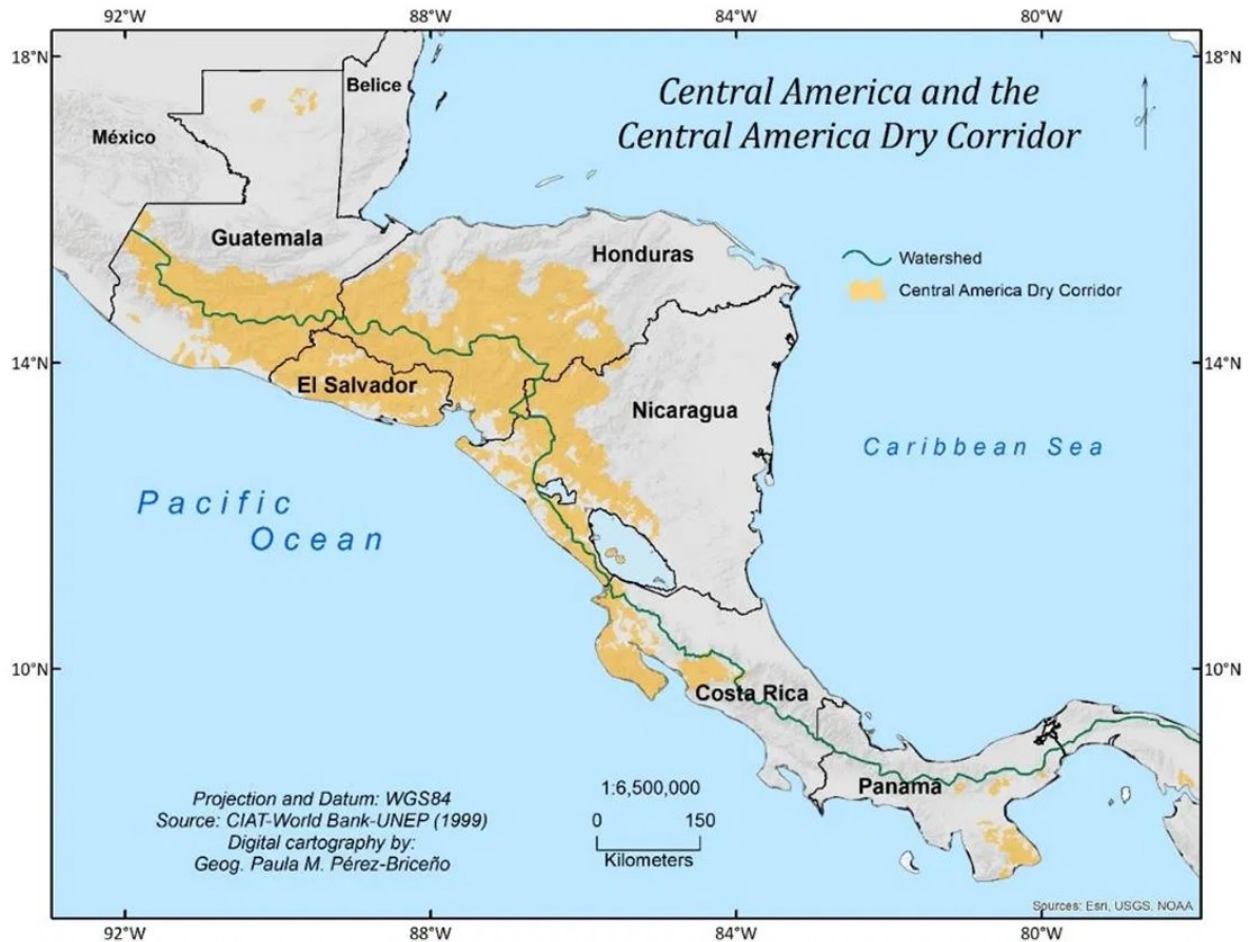 92°W 88°W 84°W 80°W
18°N 18°N
Belice
Central America and the
Central America Dry Corridor
México
Guatemala
Honduras
Watershed
Central America Dry Corridor
14°N 14°N
El Salvador
Nicaragua
Caribbean Sea
Pacific
Ocean
10°N 10°N
Costa Rica
Panamá
Projection and Datum: WGS84
Source: CIAT-World Bank-UNEP (1999)
Digital cartography by:
Geog. Paula M. Pérez-Briceño
1:6,500,000
0 150
Kilometers
Sources: Esri, USGS, NOAA
92°W 88°W 84°W 80°W